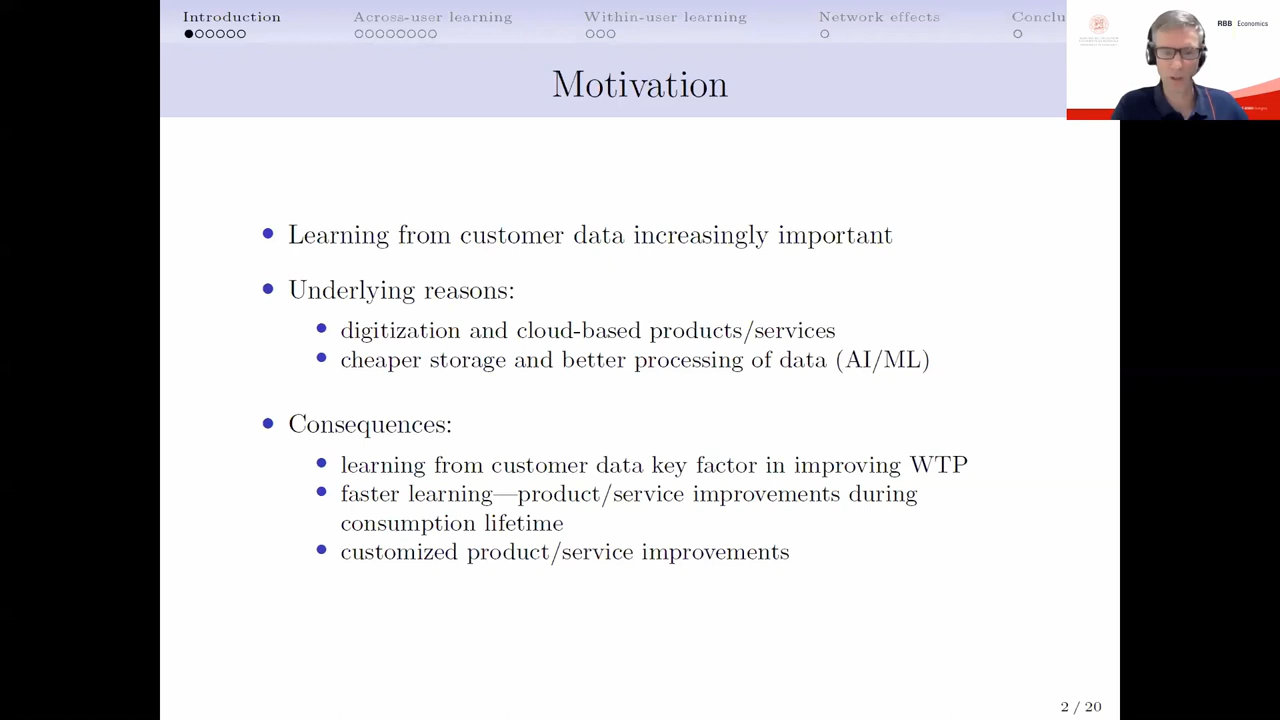 Introduction
Across-user learning
Within-user learning
Network effects
Conclu
RBB Economics
Motivation
Learning from customer data increasingly important
Underlying reasons:
digitization and cloud-based products/services
cheaper storage and better processing of data (AI/ML)
Consequences:
learning from customer data key factor in improving WTP
faster learning—product/service improvements during
consumption lifetime
customized product/service improvements
2 / 20